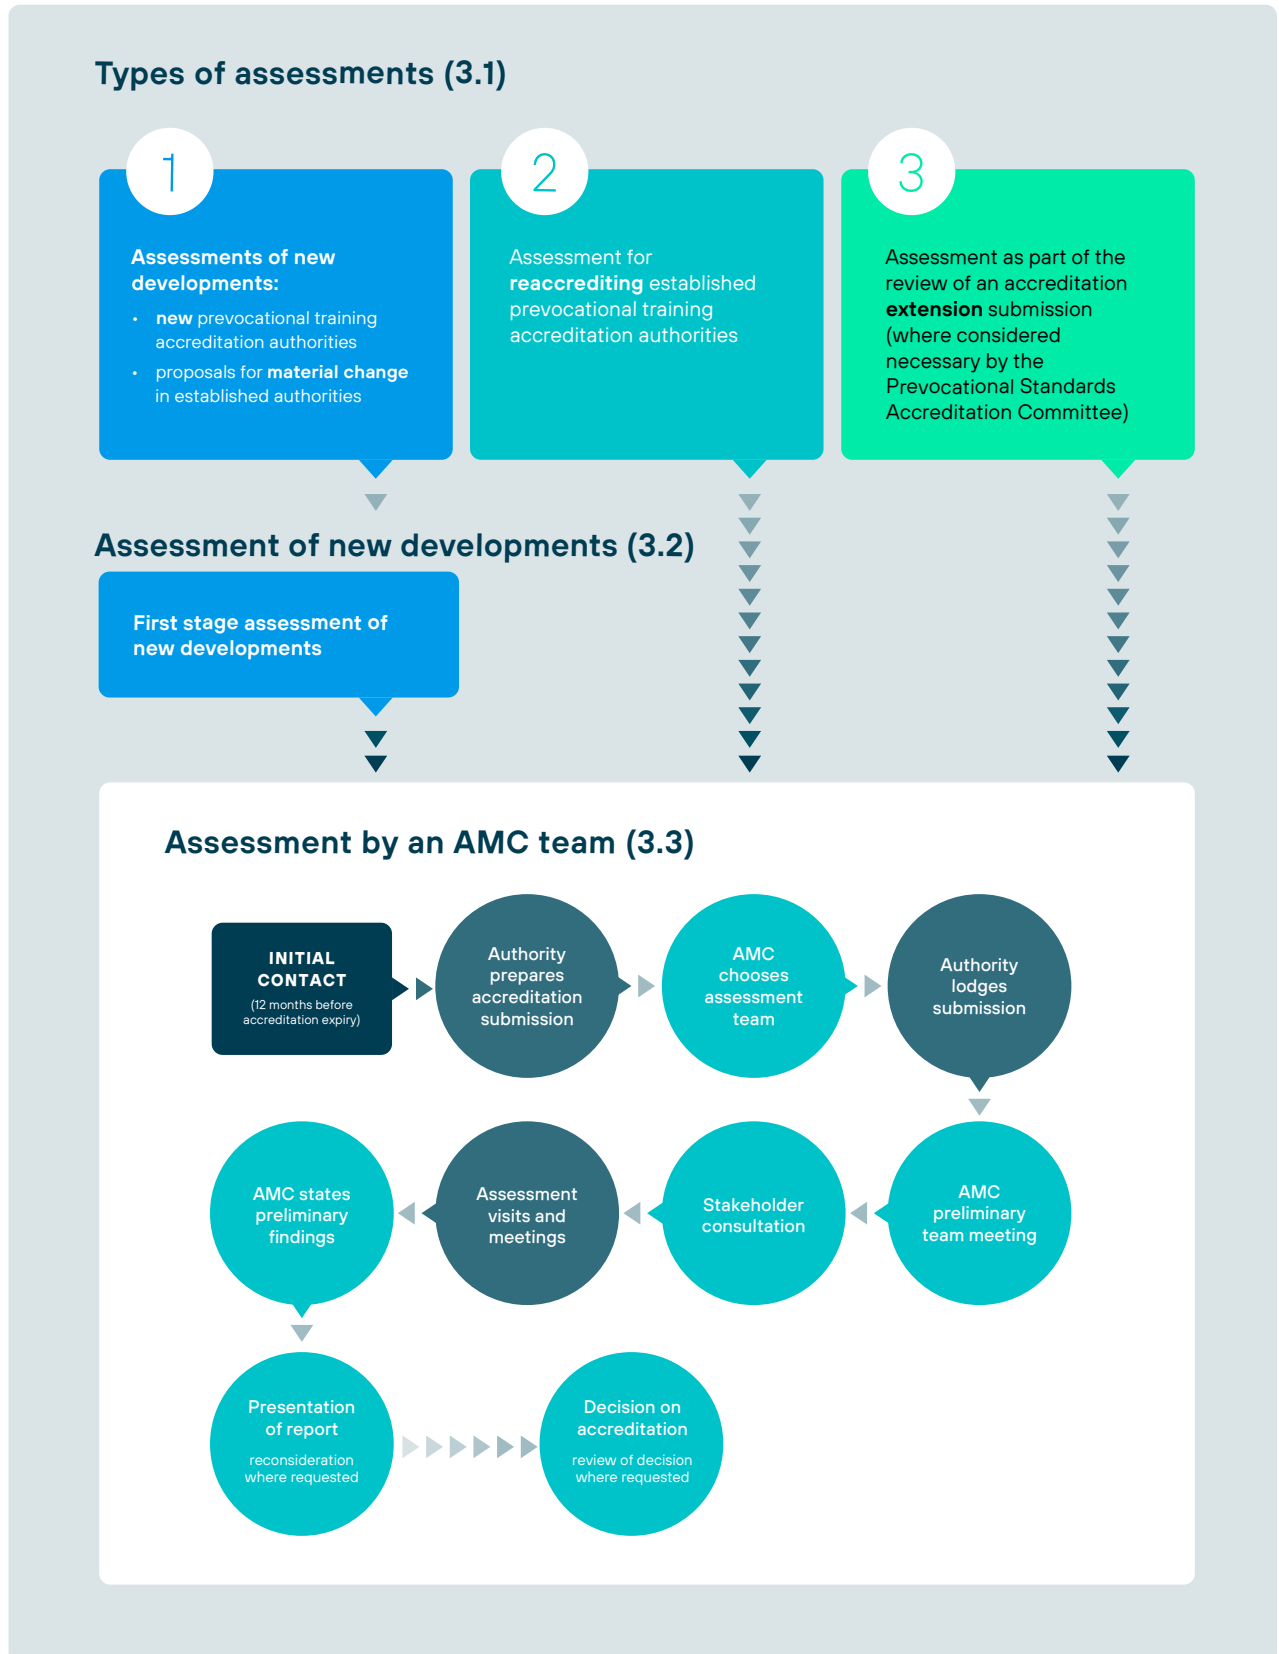 Types of assessments (3.1)
1
Assessments of new
developments:
• new prevocational training
accreditation authorities
• proposals for material change
in established authorities
2
Assessment for
reaccrediting established
prevocational training
accreditation authorities
3
Assessment as part of the
review of an accreditation
extension submission
(where considered
necessary by the
Prevocational Standards
Accreditation Committee)
Assessment of new developments (3.2)
First stage assessment of
new developments
Assessment by an AMC team (3.3)
INITIAL
CONTACT
(12 months before
accreditation expiry)
Authority
prepares
accreditation
submission
AMC
chooses
assessment
team
Authority
lodges
submission
AMC
preliminary
team meeting
Stakeholder
consultation
Assessment
visits and
meetings
AMC states
preliminary
findings
Presentation
of report
reconsideration
where requested
Decision on
accreditation
review of decision
where requested